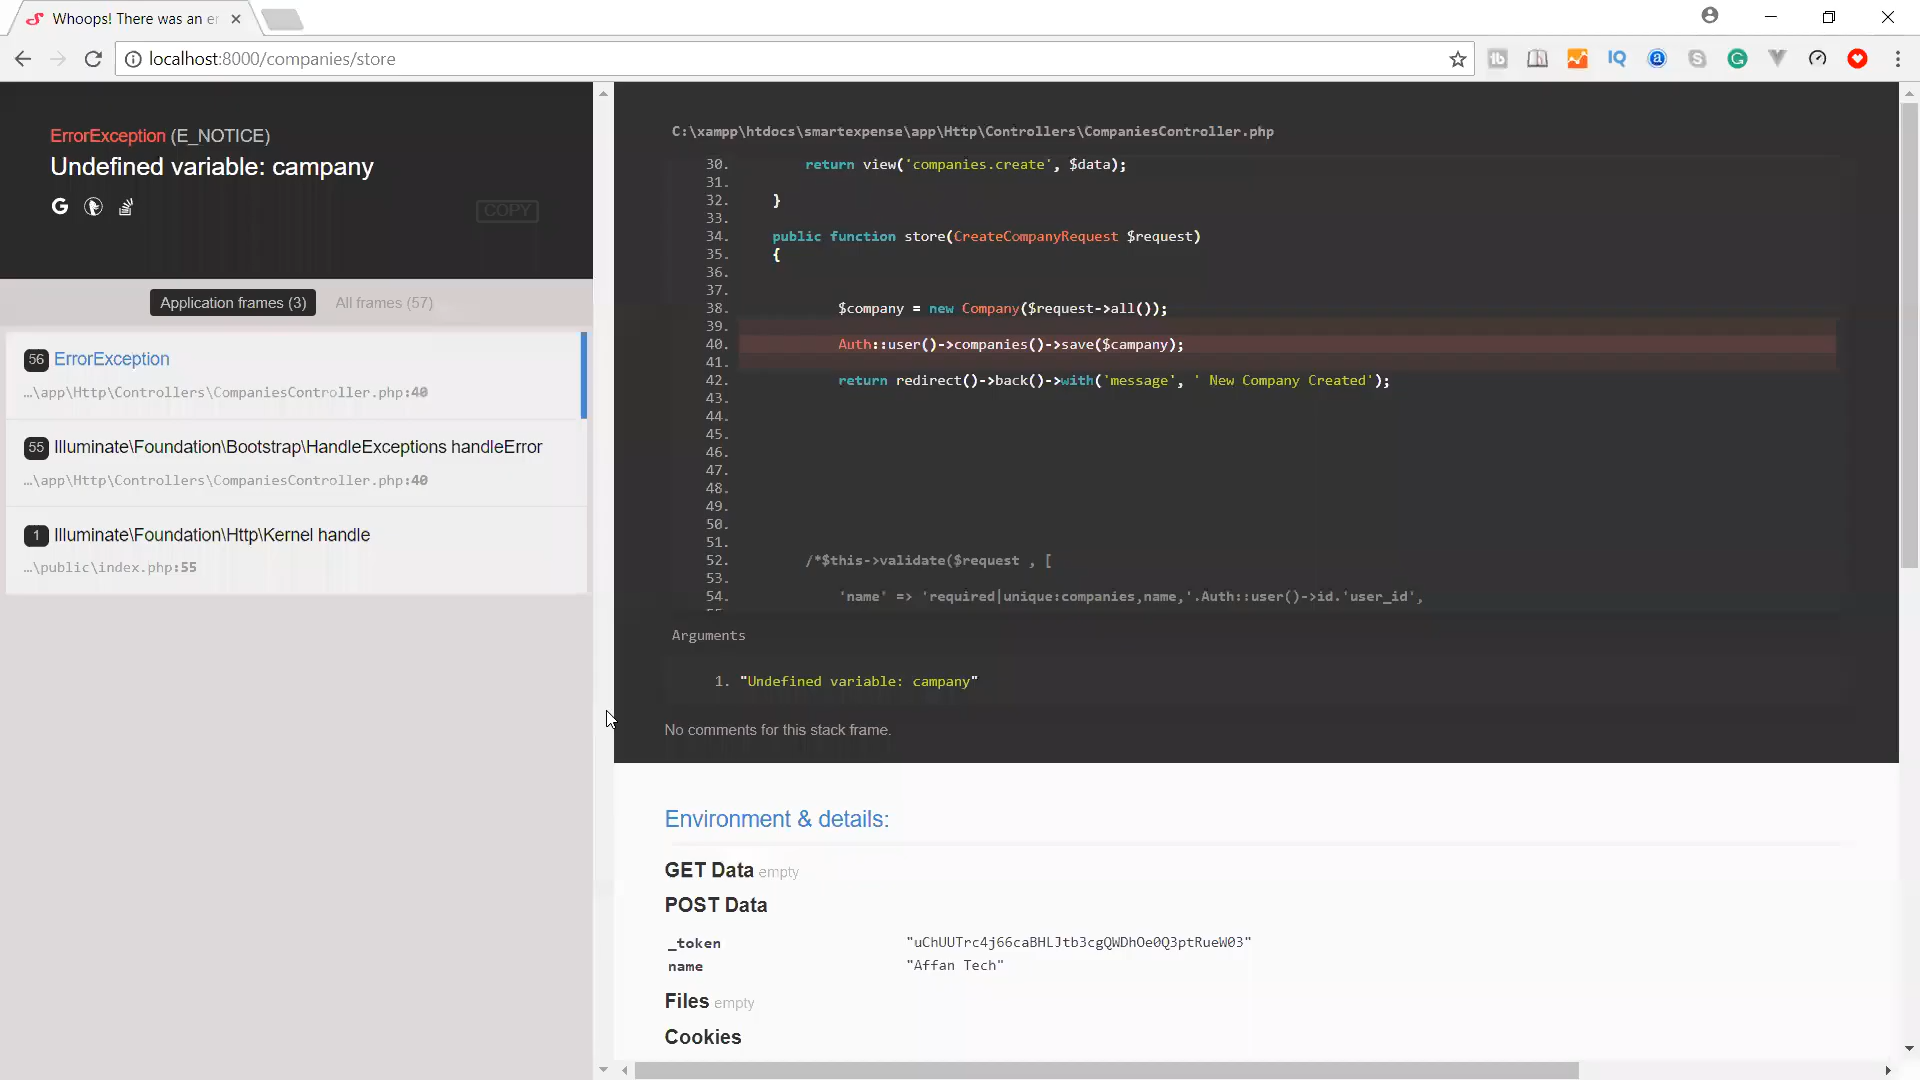 Whoops! There was an er
localhost:8000/companies/store
ErrorException (E_NOTICE)
Undefined variable: campany
COPY
Application frames (3)
All frames (57)
56 ErrorException
…\app\Http\Controllers\CompaniesController.php:40
55 Illuminate\Foundation\Bootstrap\HandleExceptions handleError
…\app\Http\Controllers\CompaniesController.php:40
1 Illuminate\Foundation\Http\Kernel handle
…\public\index.php:55
C:\xampp\htdocs\smartexpense\app\Http\Controllers\CompaniesController.php
30. return view('companies.create', $data);
31.
32. }
33.
34. public function store(CreateCompanyRequest $request)
35. {
36.
37.
38. $company = new Company($request->all());
39.
40. Auth::user()->companies()->save($campany);
41.
42. return redirect()->back()->with('message', ' New Company Created');
43.
44.
45.
46.
47.
48.
49.
50.
51.
52. /*$this->validate($request , [
53.
54. 'name' => 'required|unique:companies,name,'.Auth::user()->id.'user_id',
Arguments
1. "Undefined variable: campany"
No comments for this stack frame.
Environment & details:
GET Data empty
POST Data
_token "uChUUTrc4j66caBHLJtb3cgQWDhOe0Q3ptRueW03"
name "Affan Tech"
Files empty
Cookies